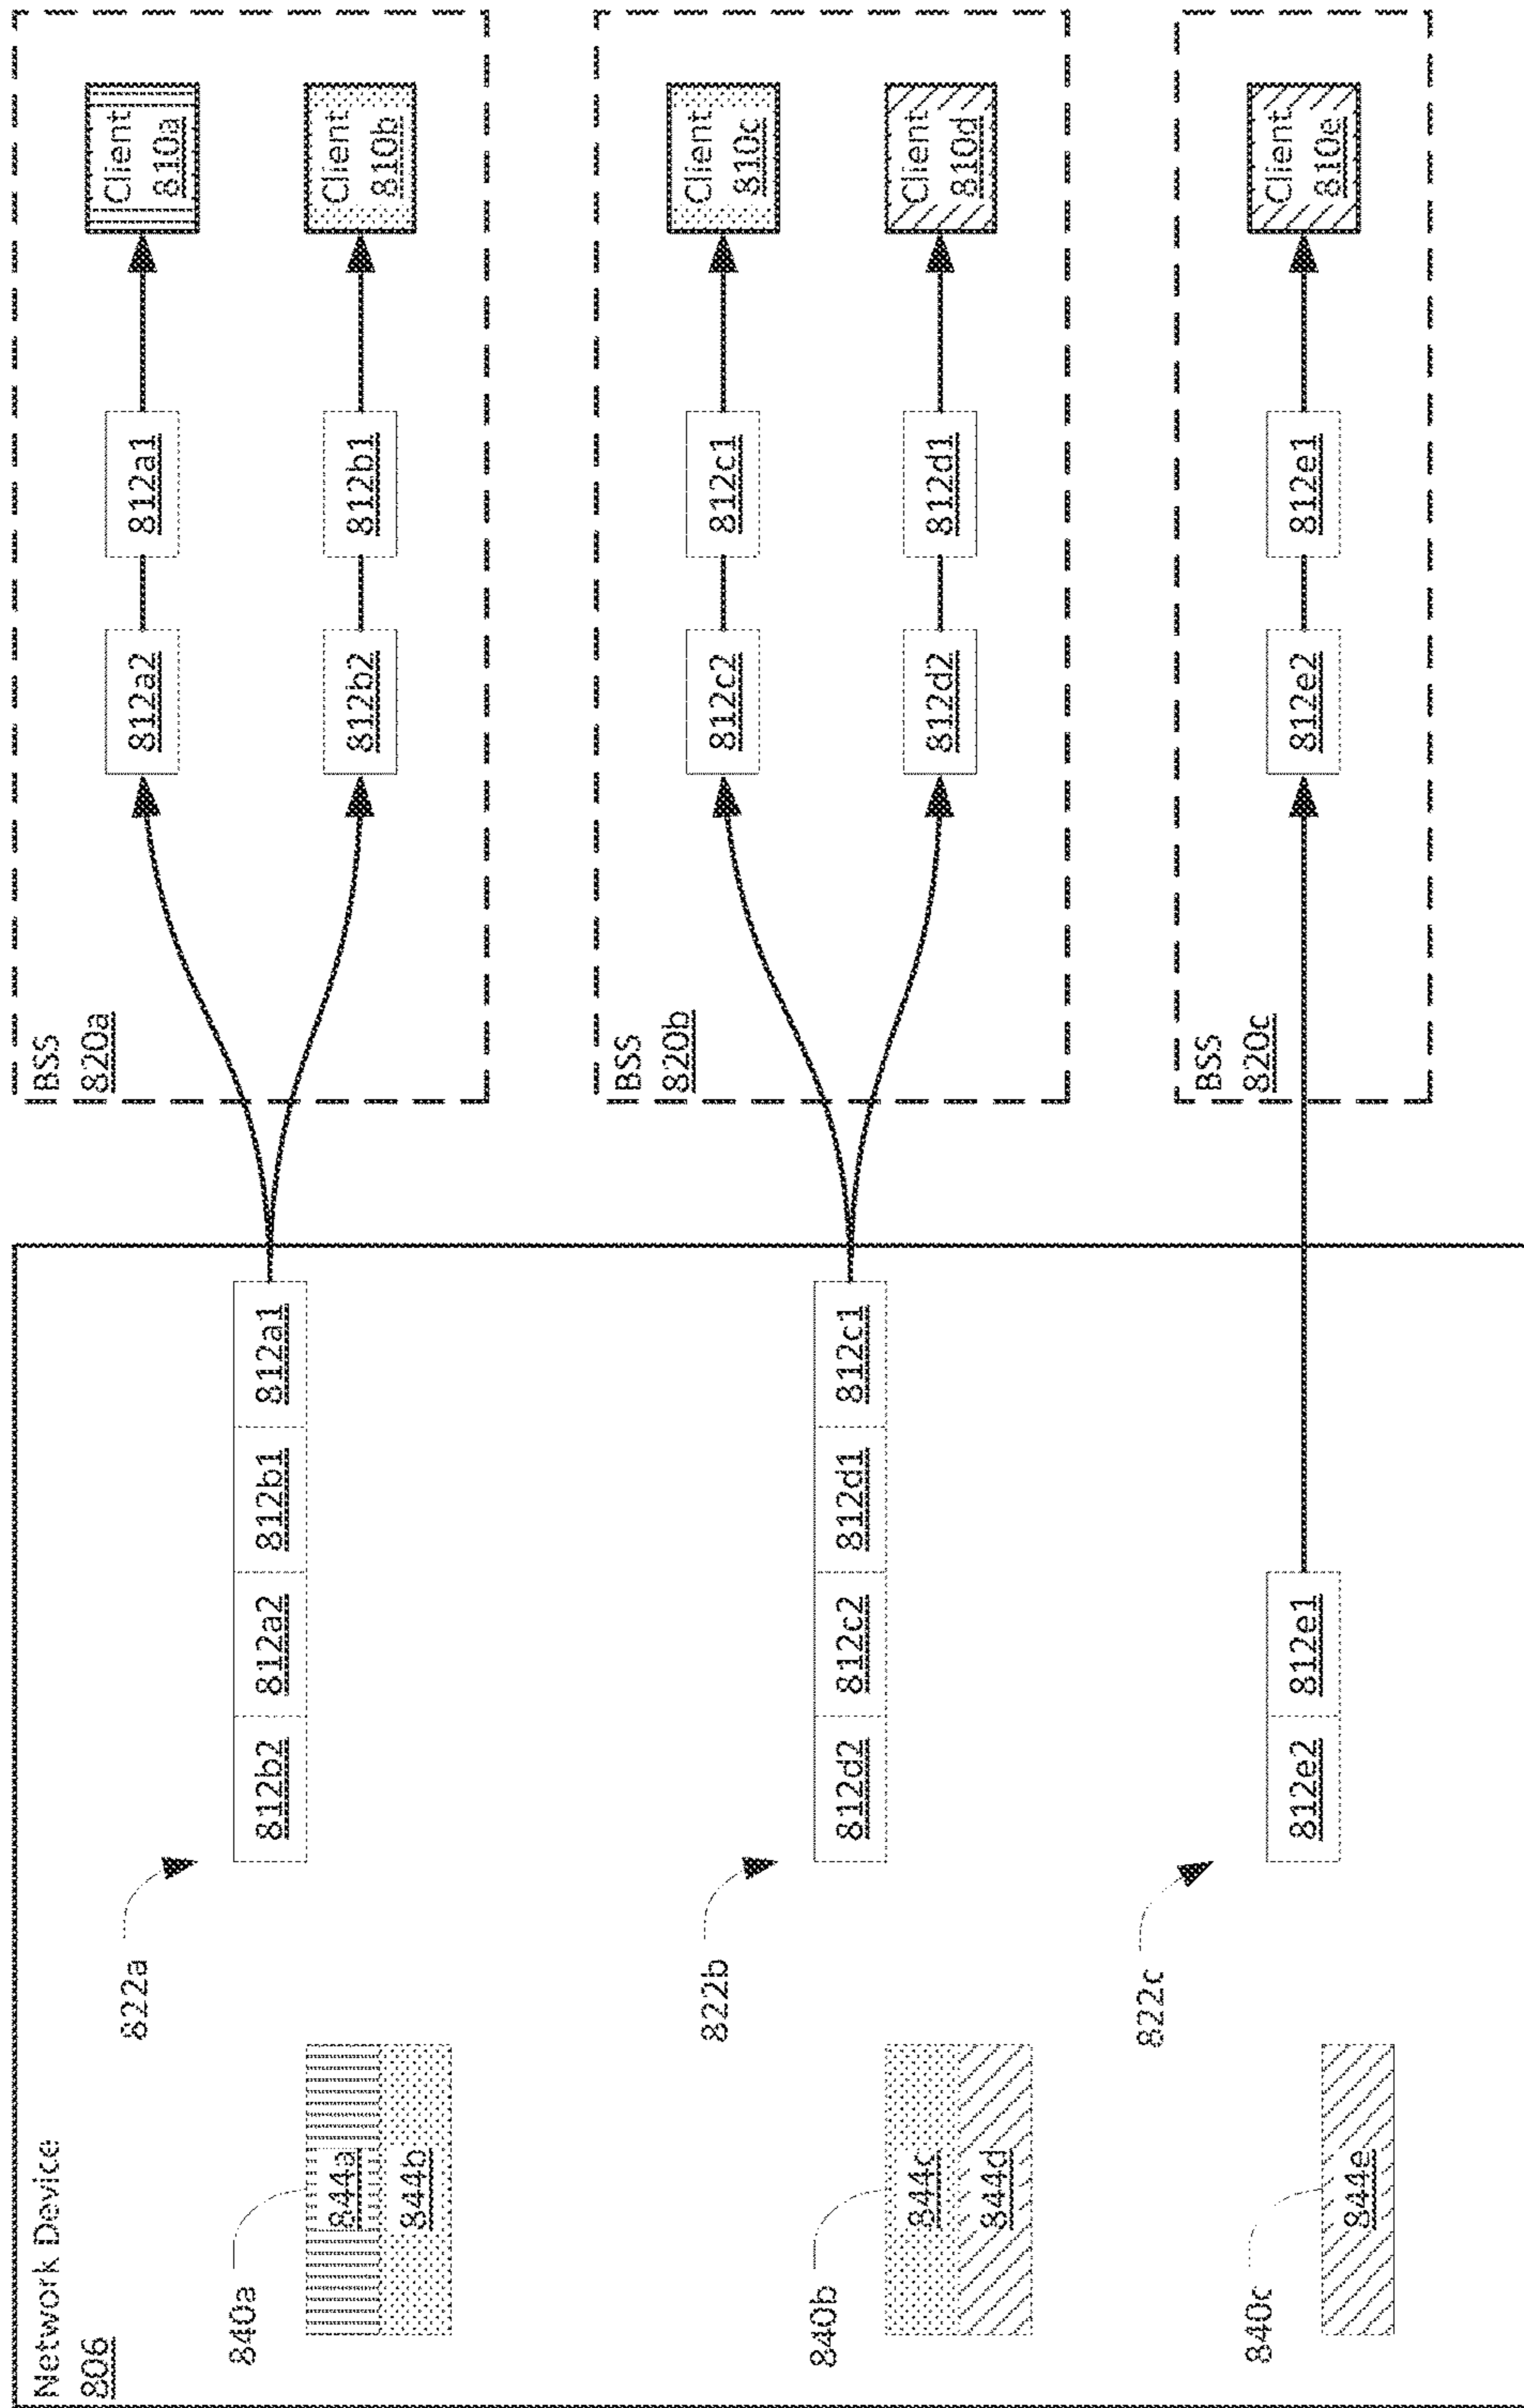 Network Device
806
840a
844a
844b
822a
812b2
812a2
812b1
812a1
BSS
820a
812a2
812a1
Client
810a
812b2
812b1
Client
810b
840b
844c
844d
822b
812d2
812c2
812d1
812c1
BSS
820b
812c2
812c1
Client
810c
812d2
812d1
Client
810d
840c
844e
822c
812e2
812e1
BSS
820c
812e2
812e1
Client
810e